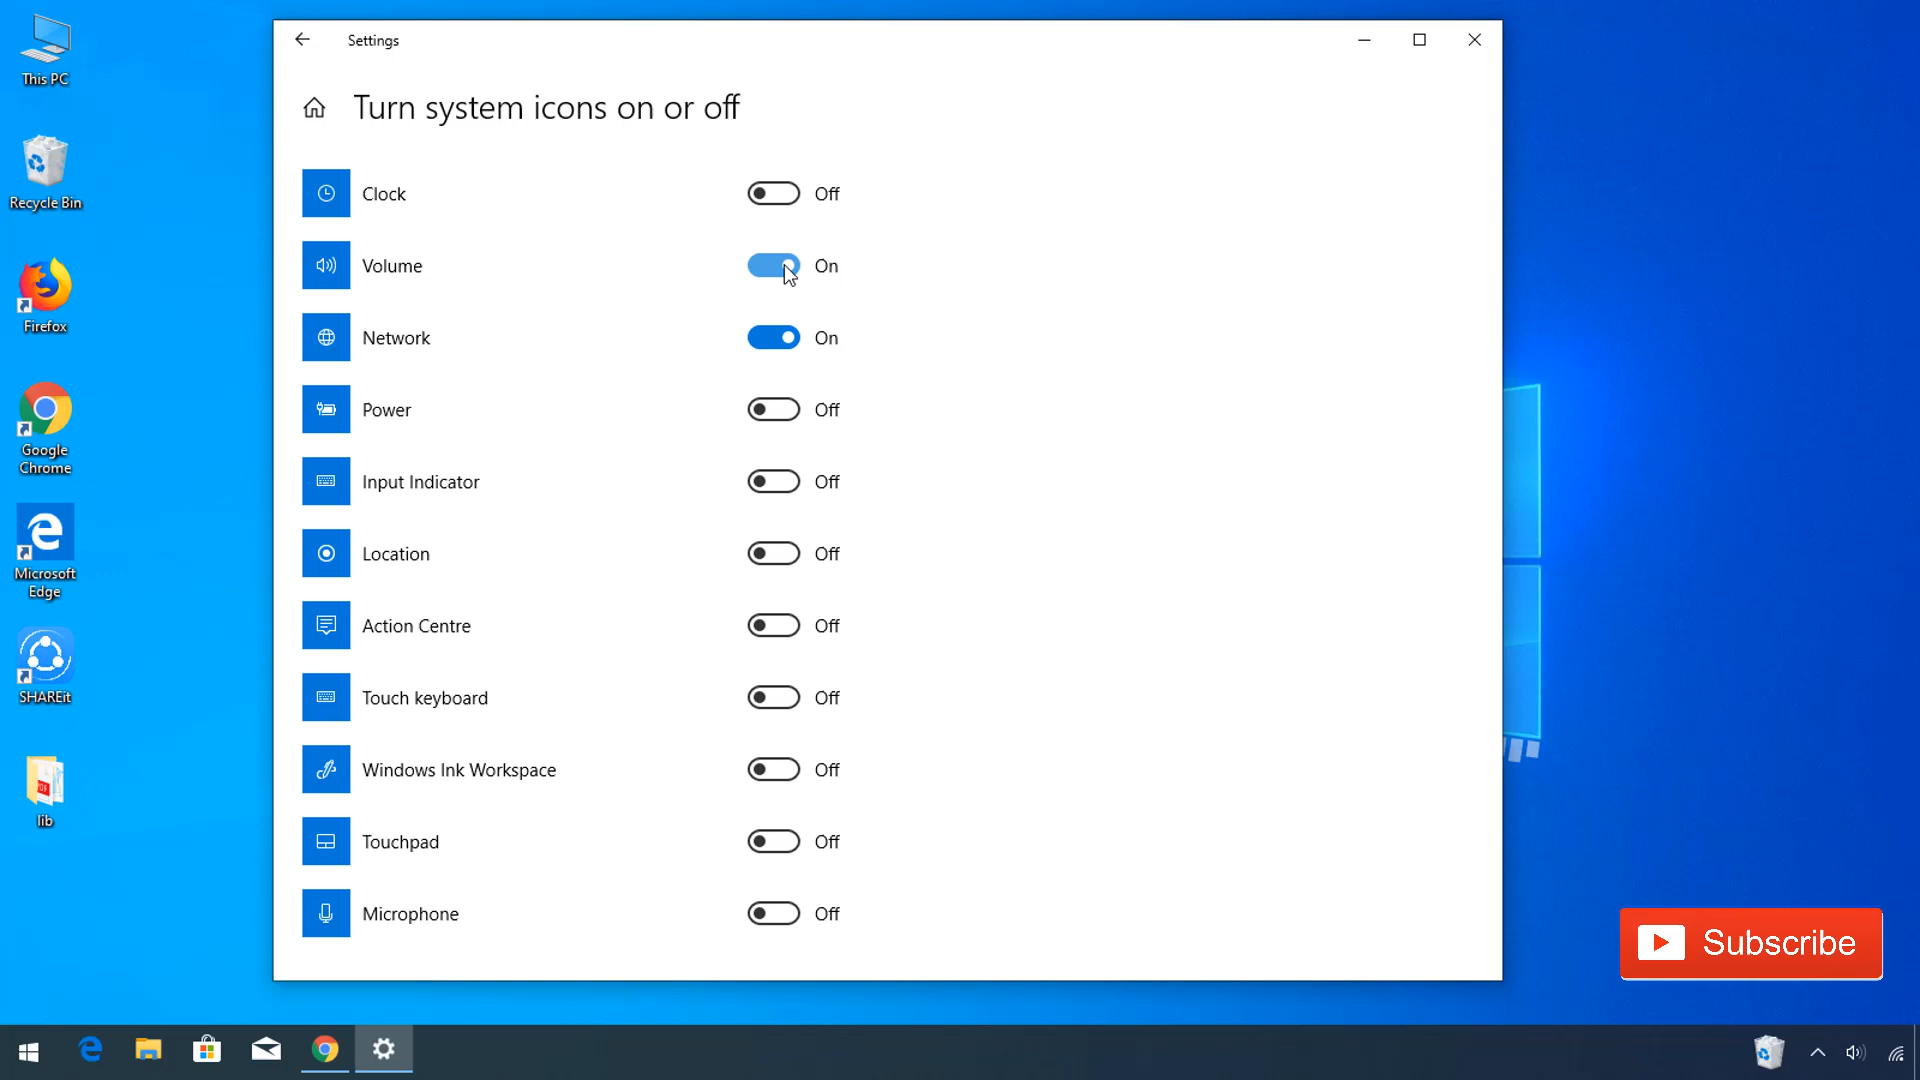 Settings
Turn system icons on or off
Clock Off
Volume On
Network On
Power Off
Input Indicator Off
Location Off
Action Centre Off
Touch keyboard Off
Windows Ink Workspace Off
Touchpad Off
Microphone Off
This PC
Recycle Bin
Firefox
Google
Chrome
Microsoft
Edge
SHAREit
lib
PDF
Subscribe